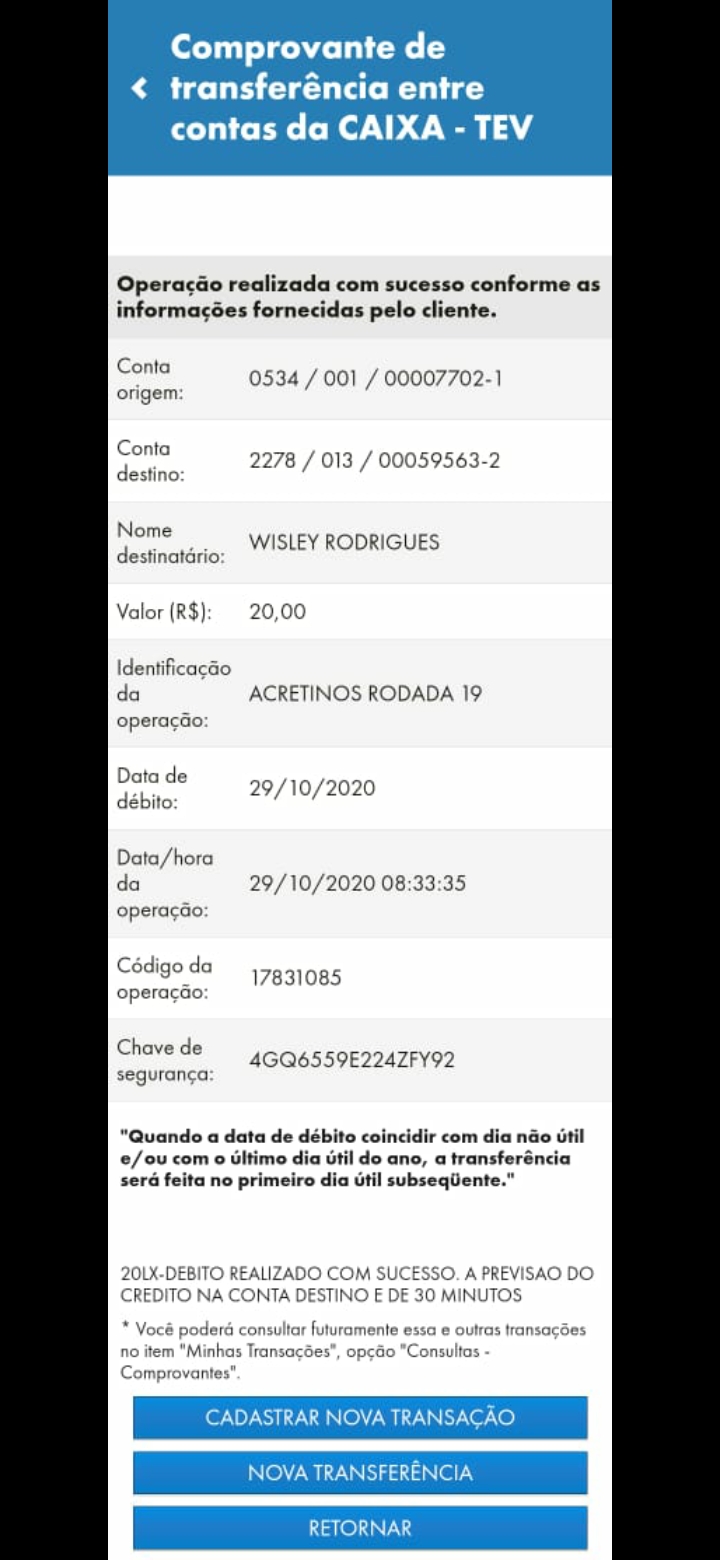 Comprovante de
transferência entre
contas da CAIXA - TEV
Operação realizada com sucesso conforme as
informações fornecidas pelo cliente.
Conta
origem:
0534 / 001 / 00007702-1
Conta
destino:
2278 / 013 / 00059563-2
Nome
destinatário:
WISLEY RODRIGUES
Valor (R$): 20,00
Identificação
da
operação:
ACRETINOS RODADA 19
Data de
débito:
29/10/2020
Data/hora
da
operação:
29/10/2020 08:33:35
Código da
operação:
17831085
Chave de
segurança:
4GQ6559E224ZFY92
"Quando a data de débito coincidir com dia não útil
e/ou com o último dia útil do ano, a transferência
será feita no primeiro dia útil subseqüente."
20LX-DEBITO REALIZADO COM SUCESSO. A PREVISAO DO
CREDITO NA CONTA DESTINO E DE 30 MINUTOS
* Você poderá consultar futuramente essa e outras transações
no item "Minhas Transações", opção "Consultas -
Comprovantes".
CADASTRAR NOVA TRANSAÇÃO
NOVA TRANSFERÊNCIA
RETORNAR